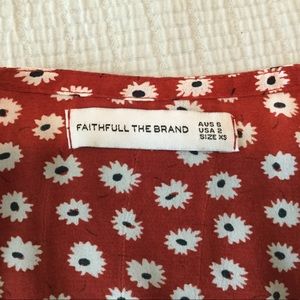 FAITHFULL THE BRAND
AUS 6
USA 2
SIZE XS